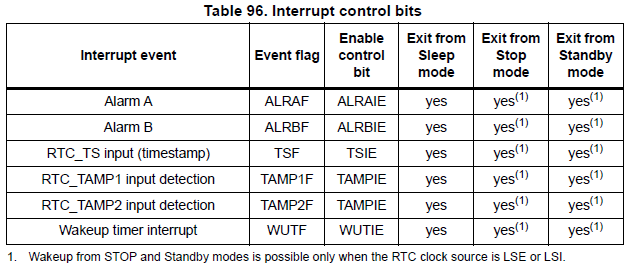 Table 96. Interrupt control bits
Interrupt event Event flag Enable control bit Exit from Sleep mode Exit from Stop mode Exit from Standby mode
Alarm A ALRAF ALRAIE yes yes(1) yes(1)
Alarm B ALRBF ALRBIE yes yes(1) yes(1)
RTC_TS input (timestamp) TSF TSIE yes yes(1) yes(1)
RTC_TAMP1 input detection TAMP1F TAMPIE yes yes(1) yes(1)
RTC_TAMP2 input detection TAMP2F TAMPIE yes yes(1) yes(1)
Wakeup timer interrupt WUTF WUTIE yes yes(1) yes(1)
1. Wakeup from STOP and Standby modes is possible only when the RTC clock source is LSE or LSI.